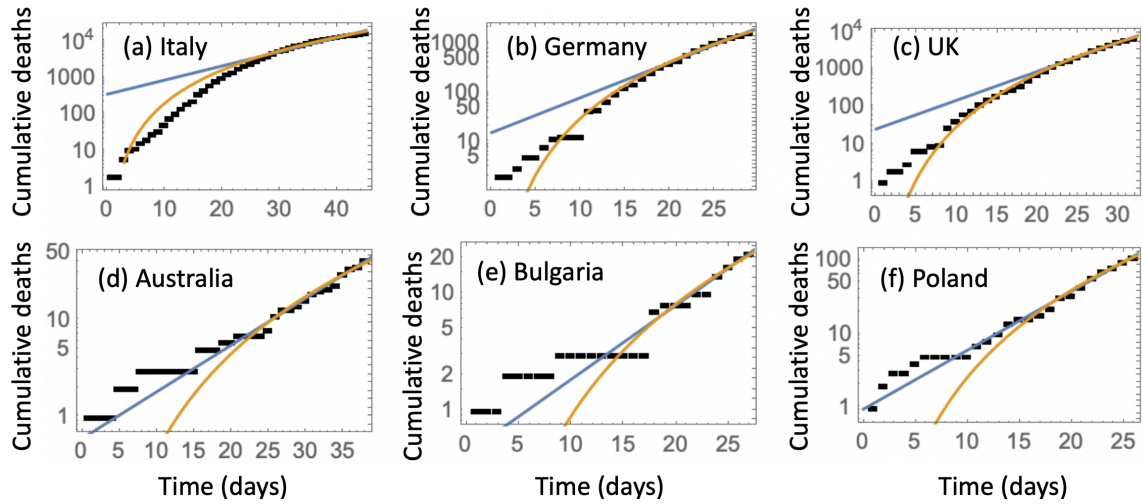 Cumulative deaths
10^4
1000
100
10
1
(a) Italy
0 10 20 30 40
Cumulative deaths
1000
500
100
50
10
5
(b) Germany
0 5 10 15 20 25
Cumulative deaths
10^4
1000
100
10
1
(c) UK
0 5 10 15 20 25 30
Cumulative deaths
50
10
5
1
(d) Australia
0 5 10 15 20 25 30 35
Time (days)
Cumulative deaths
20
10
5
2
1
(e) Bulgaria
0 5 10 15 20 25
Time (days)
Cumulative deaths
100
50
10
5
1
(f) Poland
0 5 10 15 20 25
Time (days)